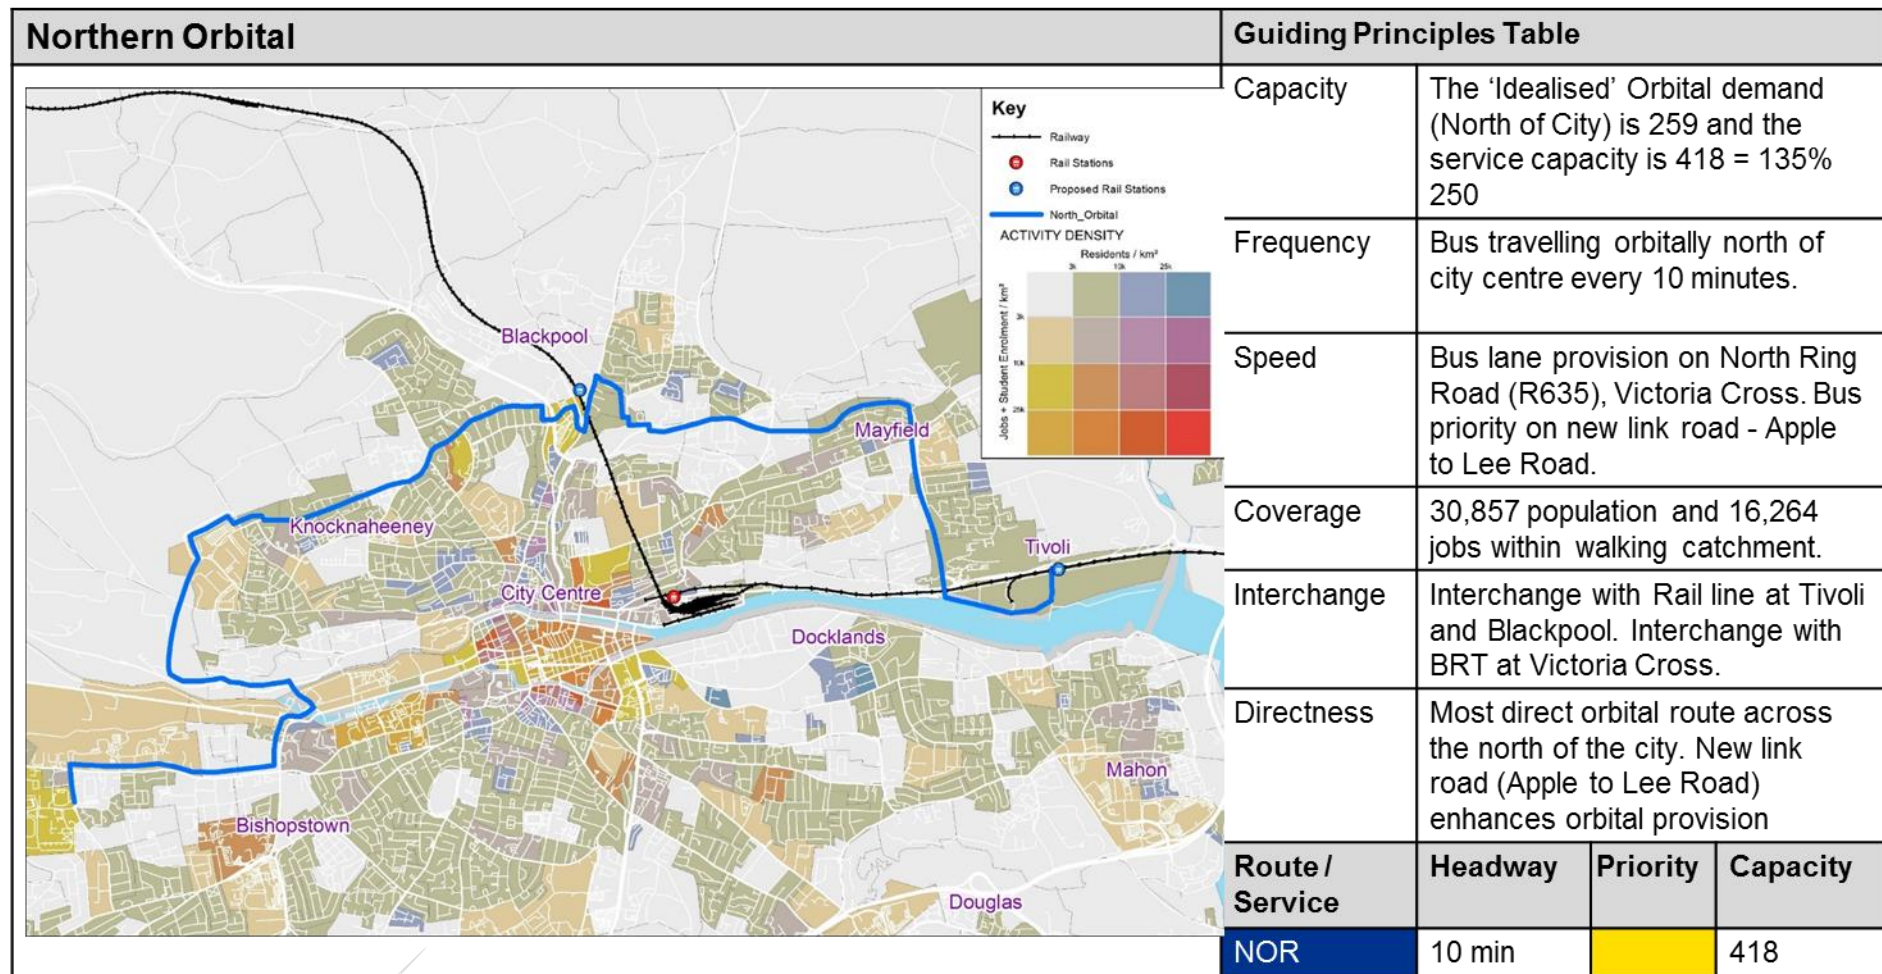 Northern Orbital
Guiding Principles Table
Key
Railway
Rail Stations
Proposed Rail Stations
North_Orbital
ACTIVITY DENSITY
Residents / km²
3k 10k 25k
Jobs + Student Enrolment / km²
3k
10k
25k
Blackpool
Mayfield
Knocknaheeney
Tivoli
City Centre
Docklands
Mahon
Bishopstown
Douglas
Capacity
The ‘Idealised’ Orbital demand
(North of City) is 259 and the
service capacity is 418 = 135%
250
Frequency
Bus travelling orbitally north of
city centre every 10 minutes.
Speed
Bus lane provision on North Ring
Road (R635), Victoria Cross. Bus
priority on new link road - Apple
to Lee Road.
Coverage
30,857 population and 16,264
jobs within walking catchment.
Interchange
Interchange with Rail line at Tivoli
and Blackpool. Interchange with
BRT at Victoria Cross.
Directness
Most direct orbital route across
the north of the city. New link
road (Apple to Lee Road)
enhances orbital provision
Route /
Service
Headway
Priority
Capacity
NOR
10 min
418